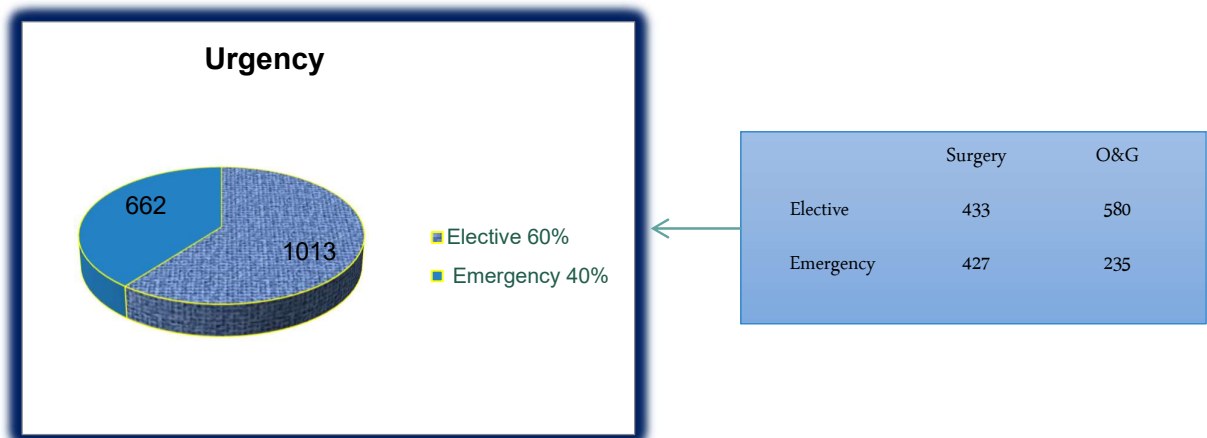 Urgency
662
1013
Elective 60%
Emergency 40%
Surgery O&G
Elective 433 580
Emergency 427 235